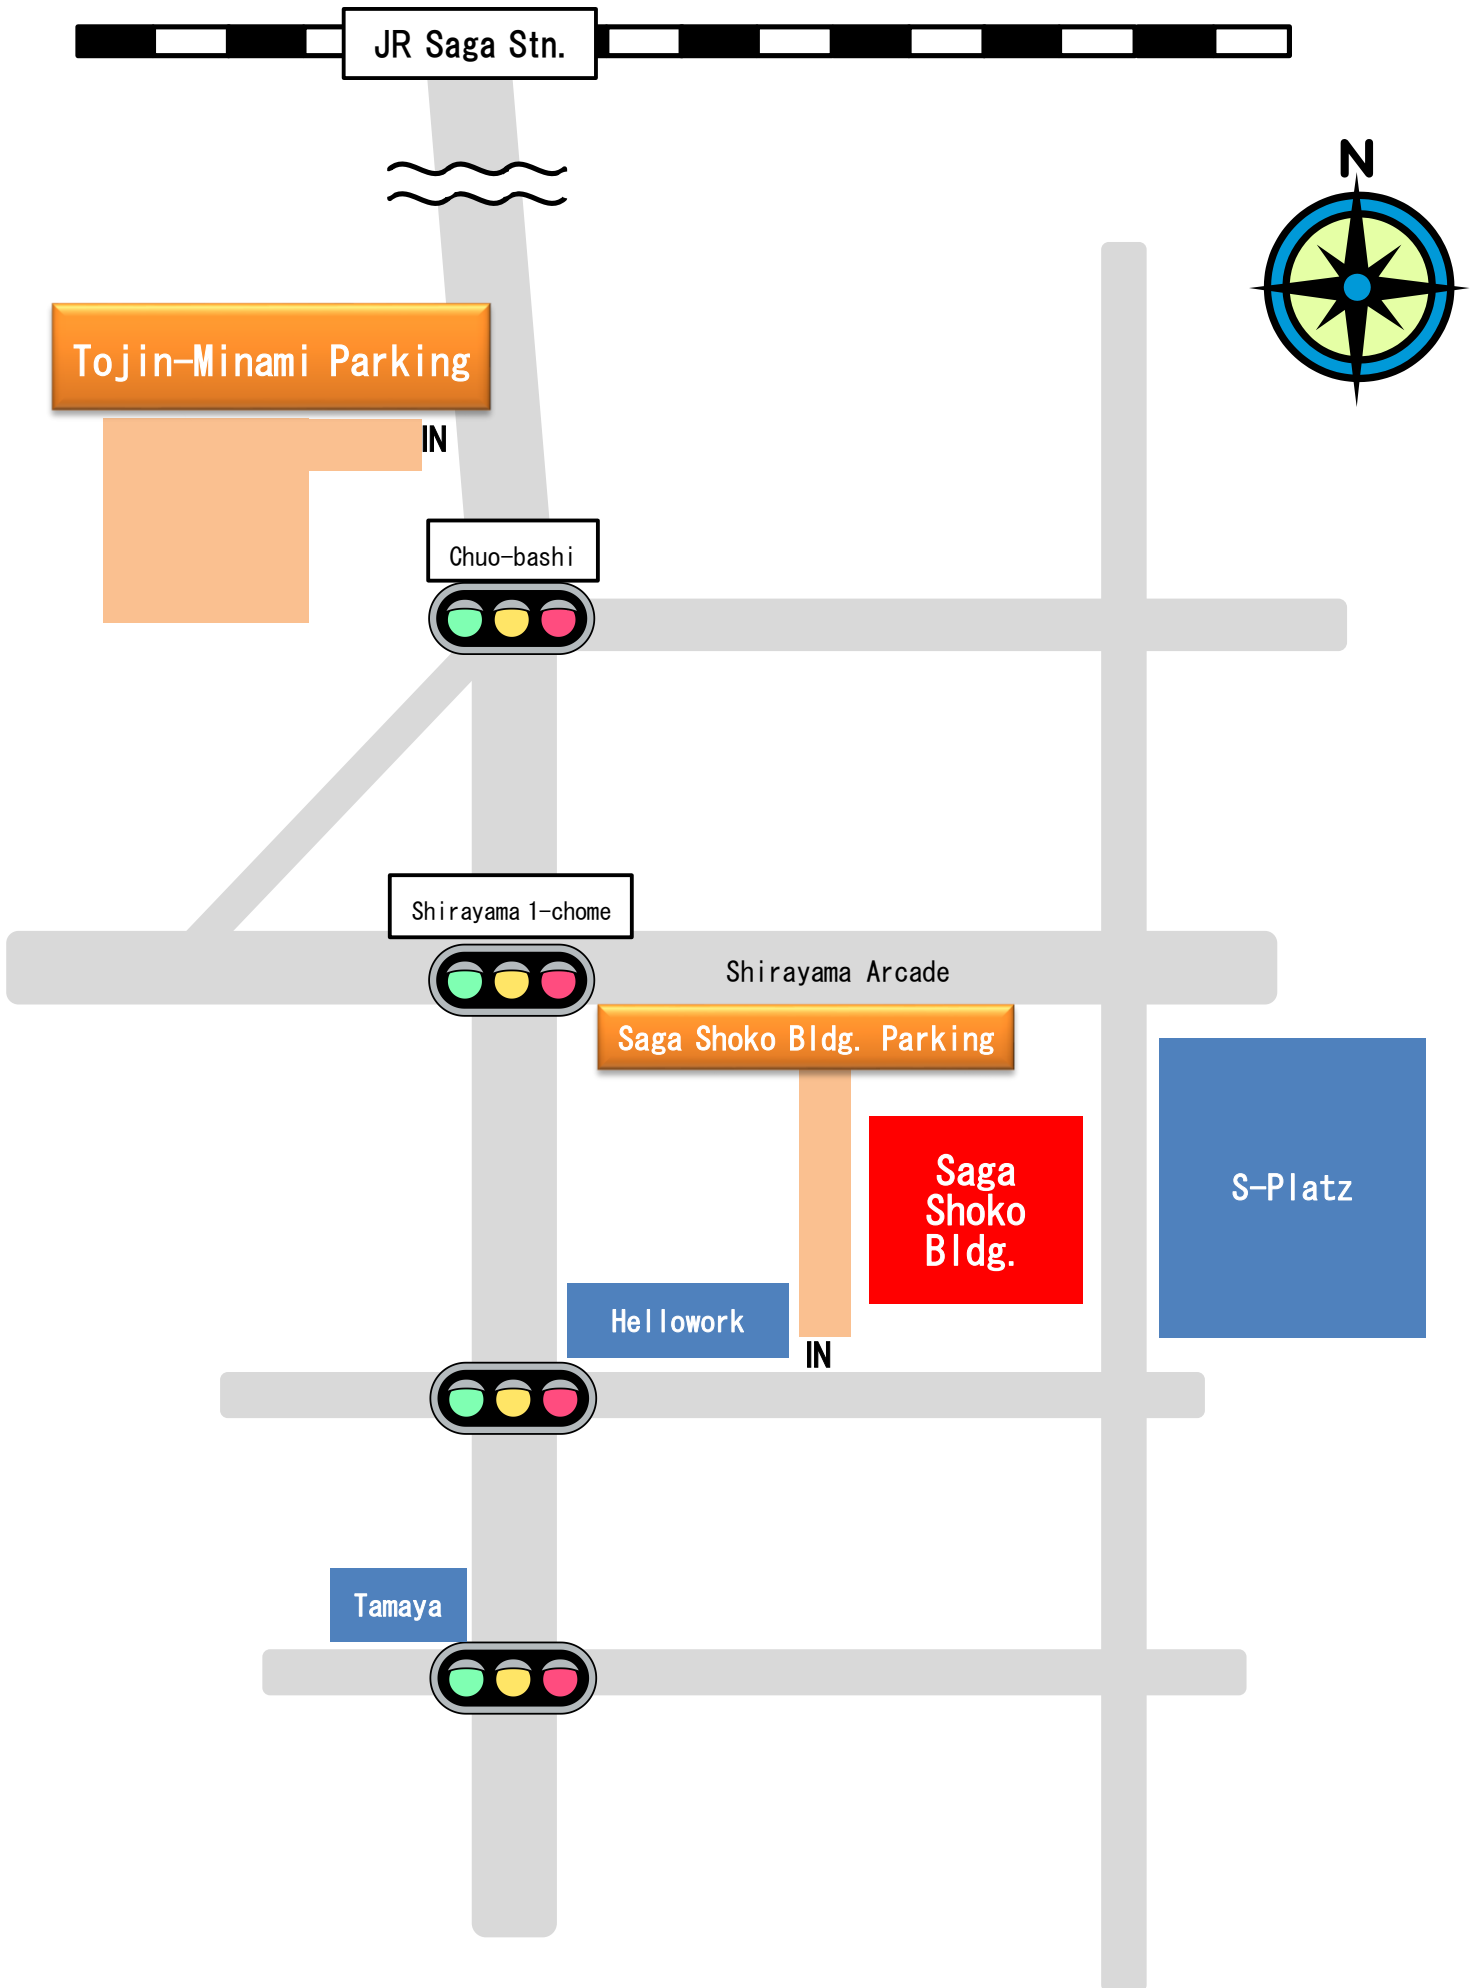 JR Saga Stn.
N
Tojin-Minami Parking
IN
Chuo-bashi
Shirayama 1-chome
Shirayama Arcade
Saga Shoko Bldg. Parking
Saga
Shoko
Bldg.
S-Platz
Hellowork
IN
Tamaya